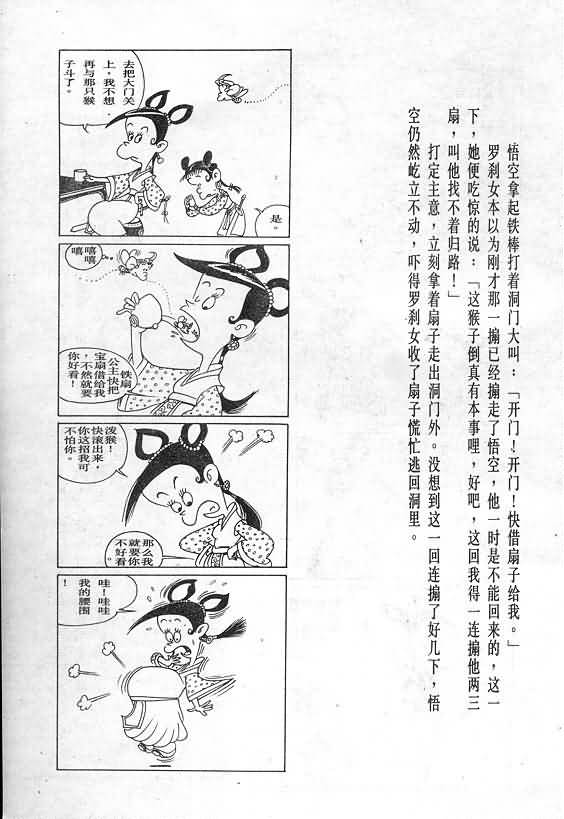 悟空拿起铁棒打着洞门大叫：「开门！开门！快借扇子给我。」
罗刹女本以为刚才那一搧已经搧走了悟空，他一时是不能回来的，这一
下，她便吃惊的说：「这猴子倒真有本事哩，好吧，这回我得一连搧他两三
扇，叫他找不着归路！」
打定主意，立刻拿着扇子走出洞门外。没想到这一回连搧了好几下，悟
空仍然屹立不动，吓得罗刹女收了扇子慌忙逃回洞里。
去把大门关
上，我不想
再与那只猴
子斗了。
是。
嘻嘻
嘻
铁扇
公主快把
宝扇借给我
，不然就要
你好看！
泼猴！
快滚出来，
你这招我可
不怕你。
那么我
就要你
不好看
哇！哇哇
我的腰围
！